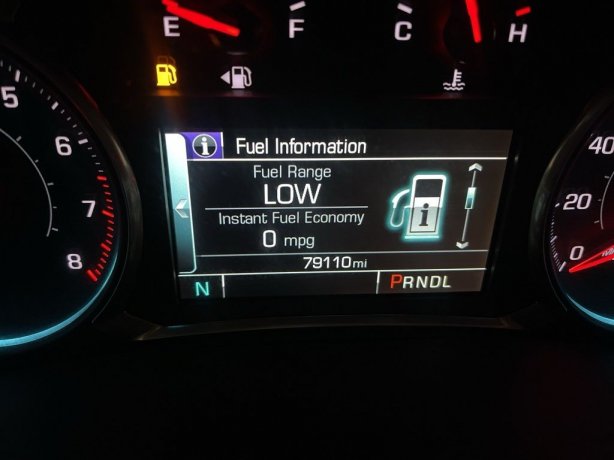 E F C H
5
6
7
8
i Fuel Information
Fuel Range
LOW
Instant Fuel Economy
0 mpg
i
79110mi
N PRNDL
40
20
0